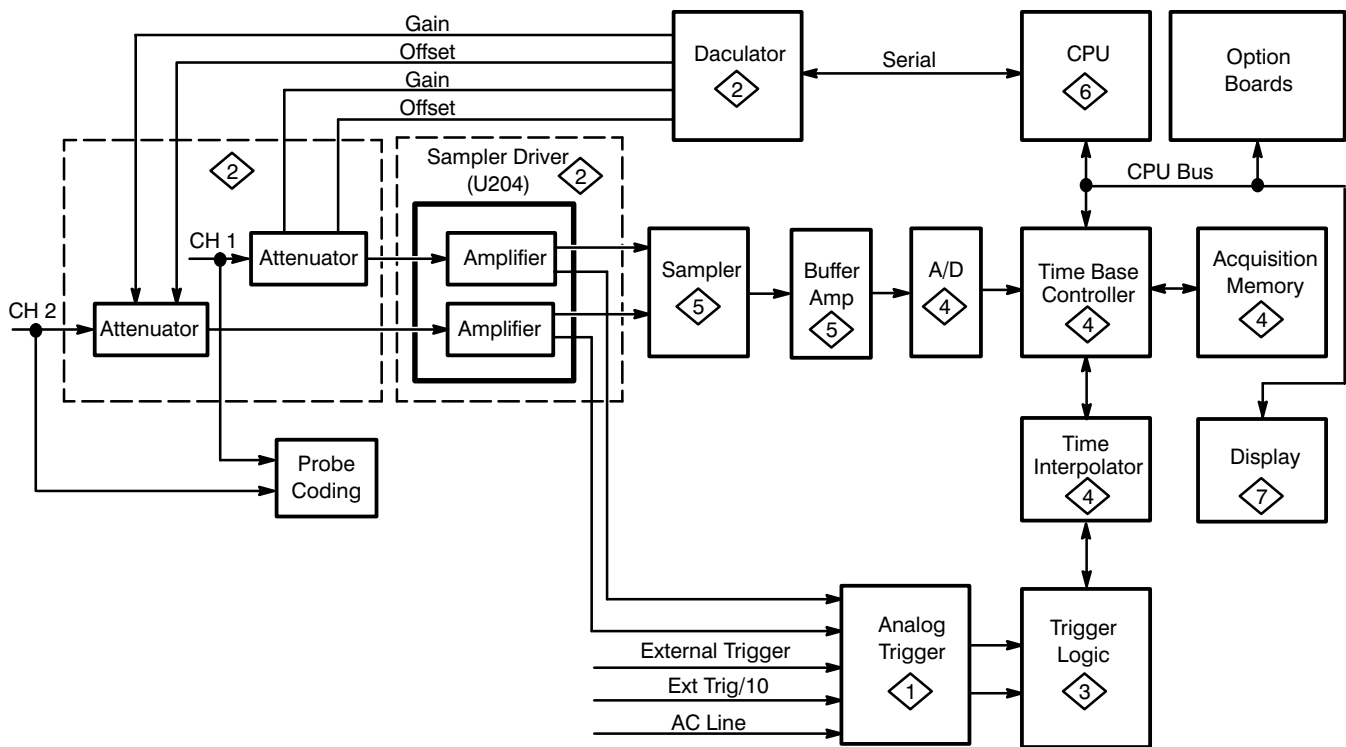 Gain
Offset
Gain
Offset
Daculator
2
Serial
CPU
6
Option
Boards
CPU Bus
2
Sampler Driver
(U204)
2
CH 1
Attenuator
Amplifier
CH 2
Attenuator
Amplifier
Sampler
5
Buffer
Amp
5
A/D
4
Time Base
Controller
4
Acquisition
Memory
4
Probe
Coding
Time
Interpolator
4
Display
7
External Trigger
Ext Trig/10
AC Line
Analog
Trigger
1
Trigger
Logic
3